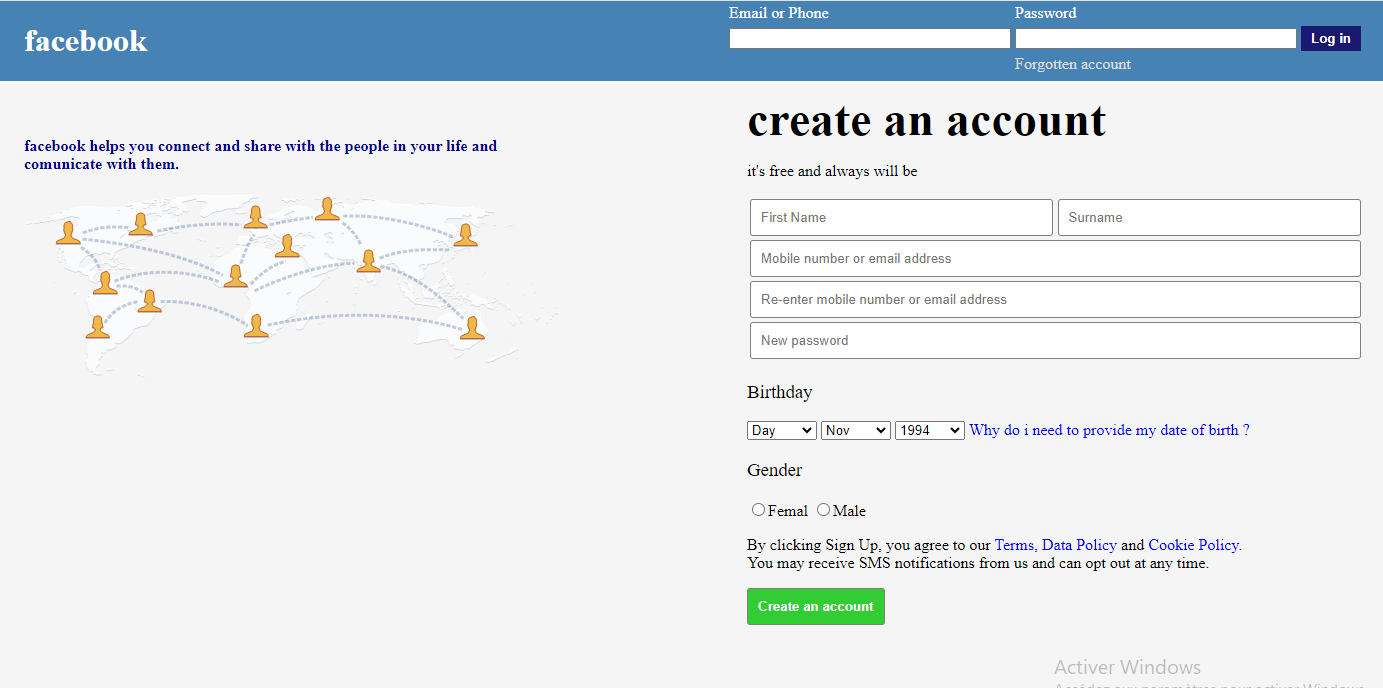 Email or Phone
Password
facebook
Log in
Forgotten account
create an account
facebook helps you connect and share with the people in your life and
comunicate with them.
it's free and always will be
First Name
Surname
Mobile number or email address
Re-enter mobile number or email address
New password
Birthday
Day Nov 1994 Why do i need to provide my date of birth ?
Gender
Femal Male
By clicking Sign Up, you agree to our Terms, Data Policy and Cookie Policy.
You may receive SMS notifications from us and can opt out at any time.
Create an account
Activer Windows